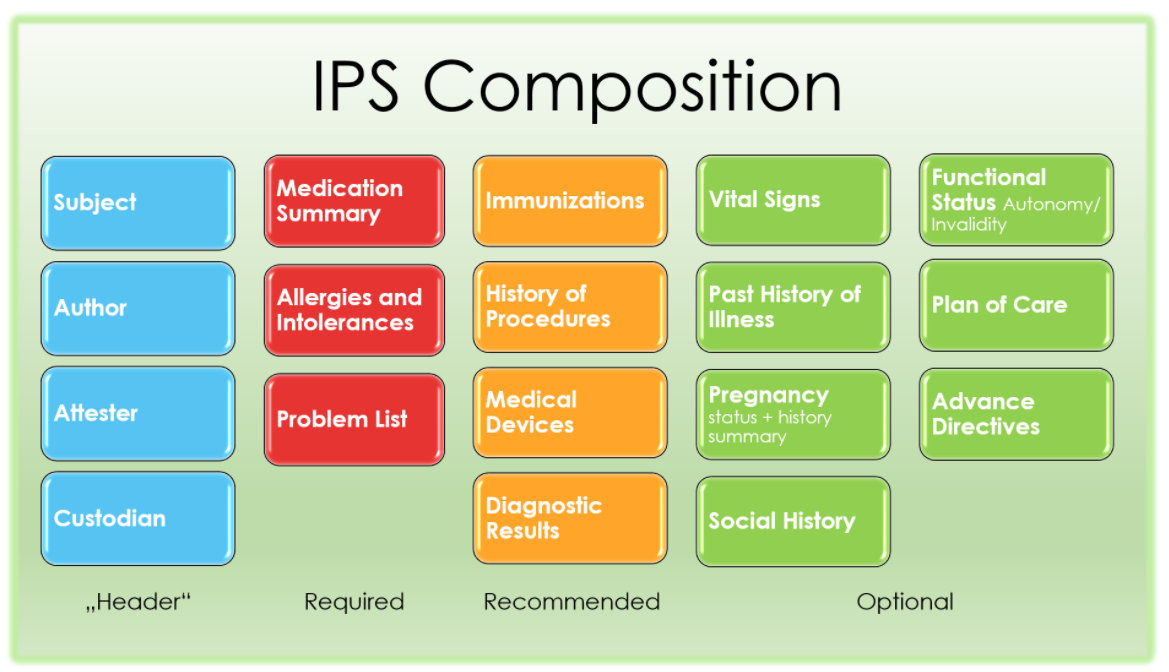 IPS Composition
Subject
Author
Attester
Custodian
„Header“
Medication
Summary
Allergies and
Intolerances
Problem List
Required
Immunizations
History of
Procedures
Medical
Devices
Diagnostic
Results
Recommended
Vital Signs
Past History of
Illness
Pregnancy
status + history
summary
Social History
Functional
Status Autonomy/
Invalidity
Plan of Care
Advance
Directives
Optional